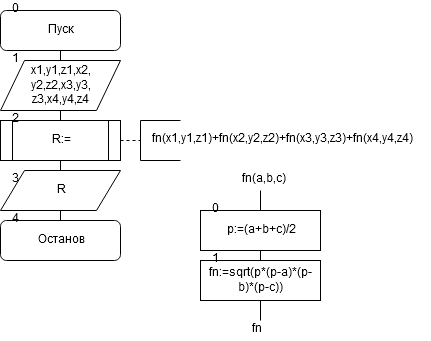 0
Пуск
1
x1,y1,z1,x2,
y2,z2,x3,y3,
z3,x4,y4,z4
2
R:=
fn(x1,y1,z1)+fn(x2,y2,z2)+fn(x3,y3,z3)+fn(x4,y4,z4)
3
R
4
Останов
fn(a,b,c)
0
p:=(a+b+c)/2
1
fn:=sqrt(p*(p-a)*(p-
b)*(p-c))
fn